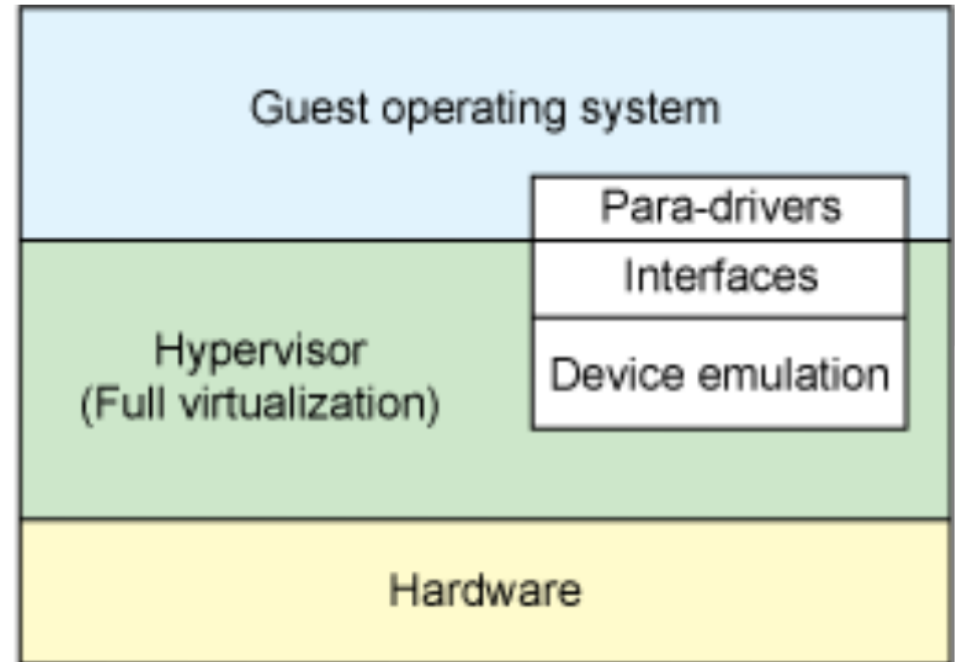 Guest operating system
Para-drivers
Interfaces
Hypervisor
(Full virtualization)
Device emulation
Hardware